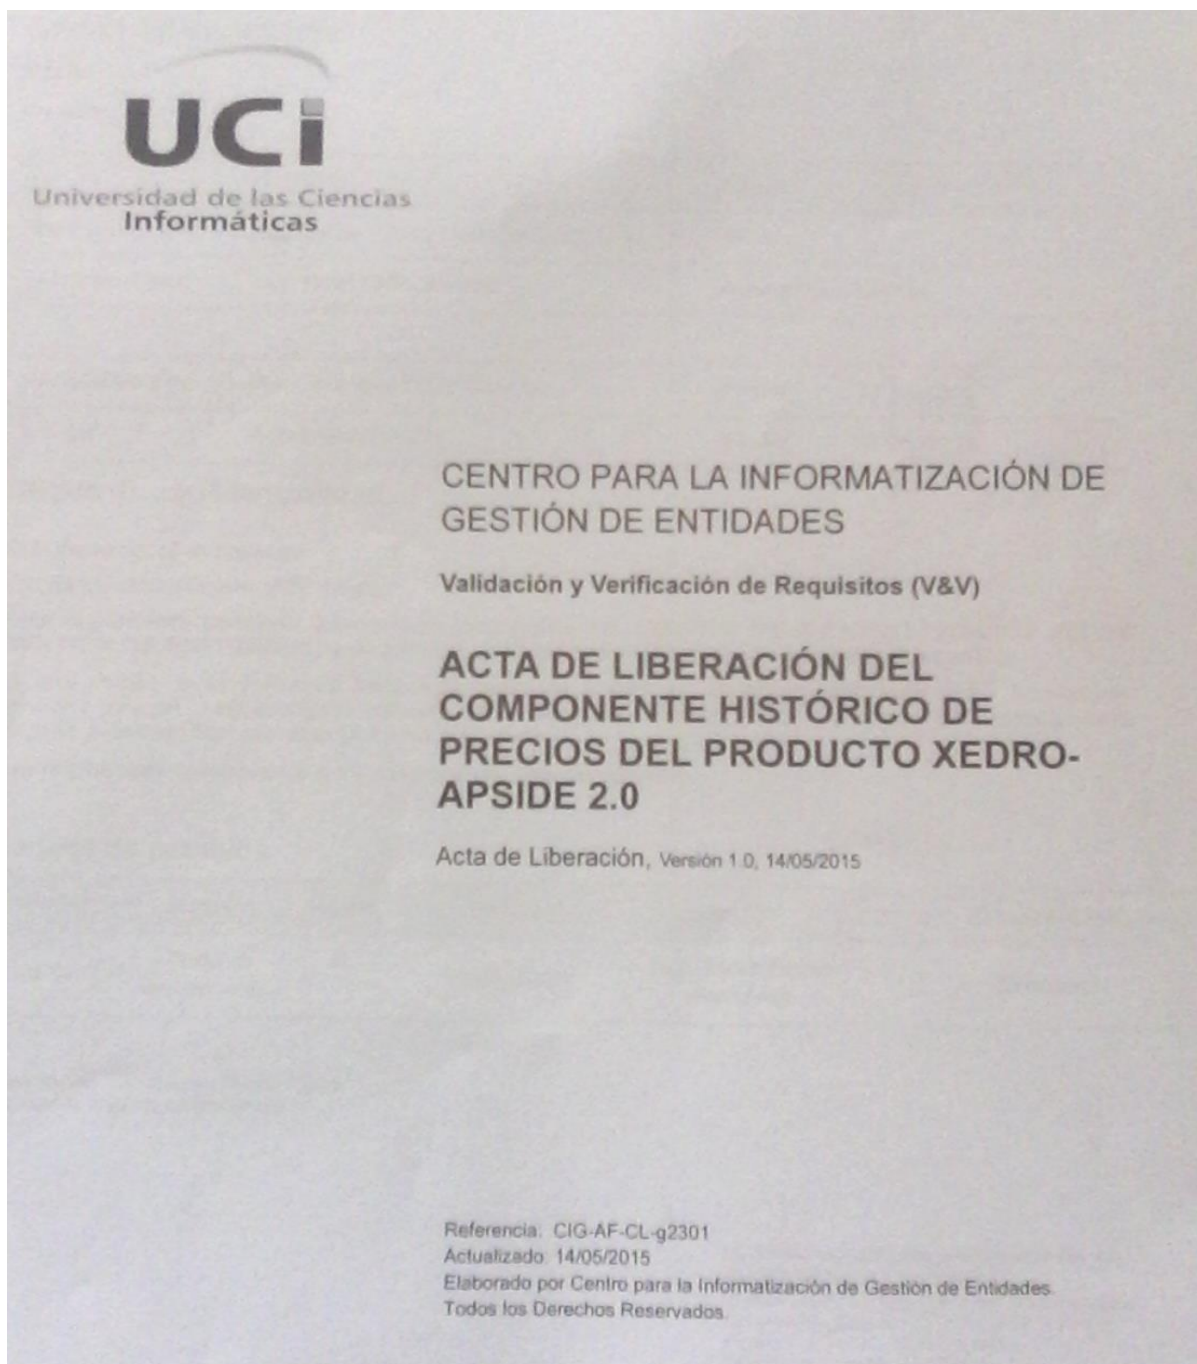 UCi
Universidad de las Ciencias
Informáticas
CENTRO PARA LA INFORMATIZACIÓN DE
GESTIÓN DE ENTIDADES
Validación y Verificación de Requisitos (V&V)
ACTA DE LIBERACIÓN DEL
COMPONENTE HISTÓRICO DE
PRECIOS DEL PRODUCTO XEDRO-
APSIDE 2.0
Acta de Liberación, Versión 1.0, 14/05/2015
Referencia: CIG-AF-CL-g2301
Actualizado: 14/05/2015
Elaborado por Centro para la Informatización de Gestión de Entidades.
Todos los Derechos Reservados.